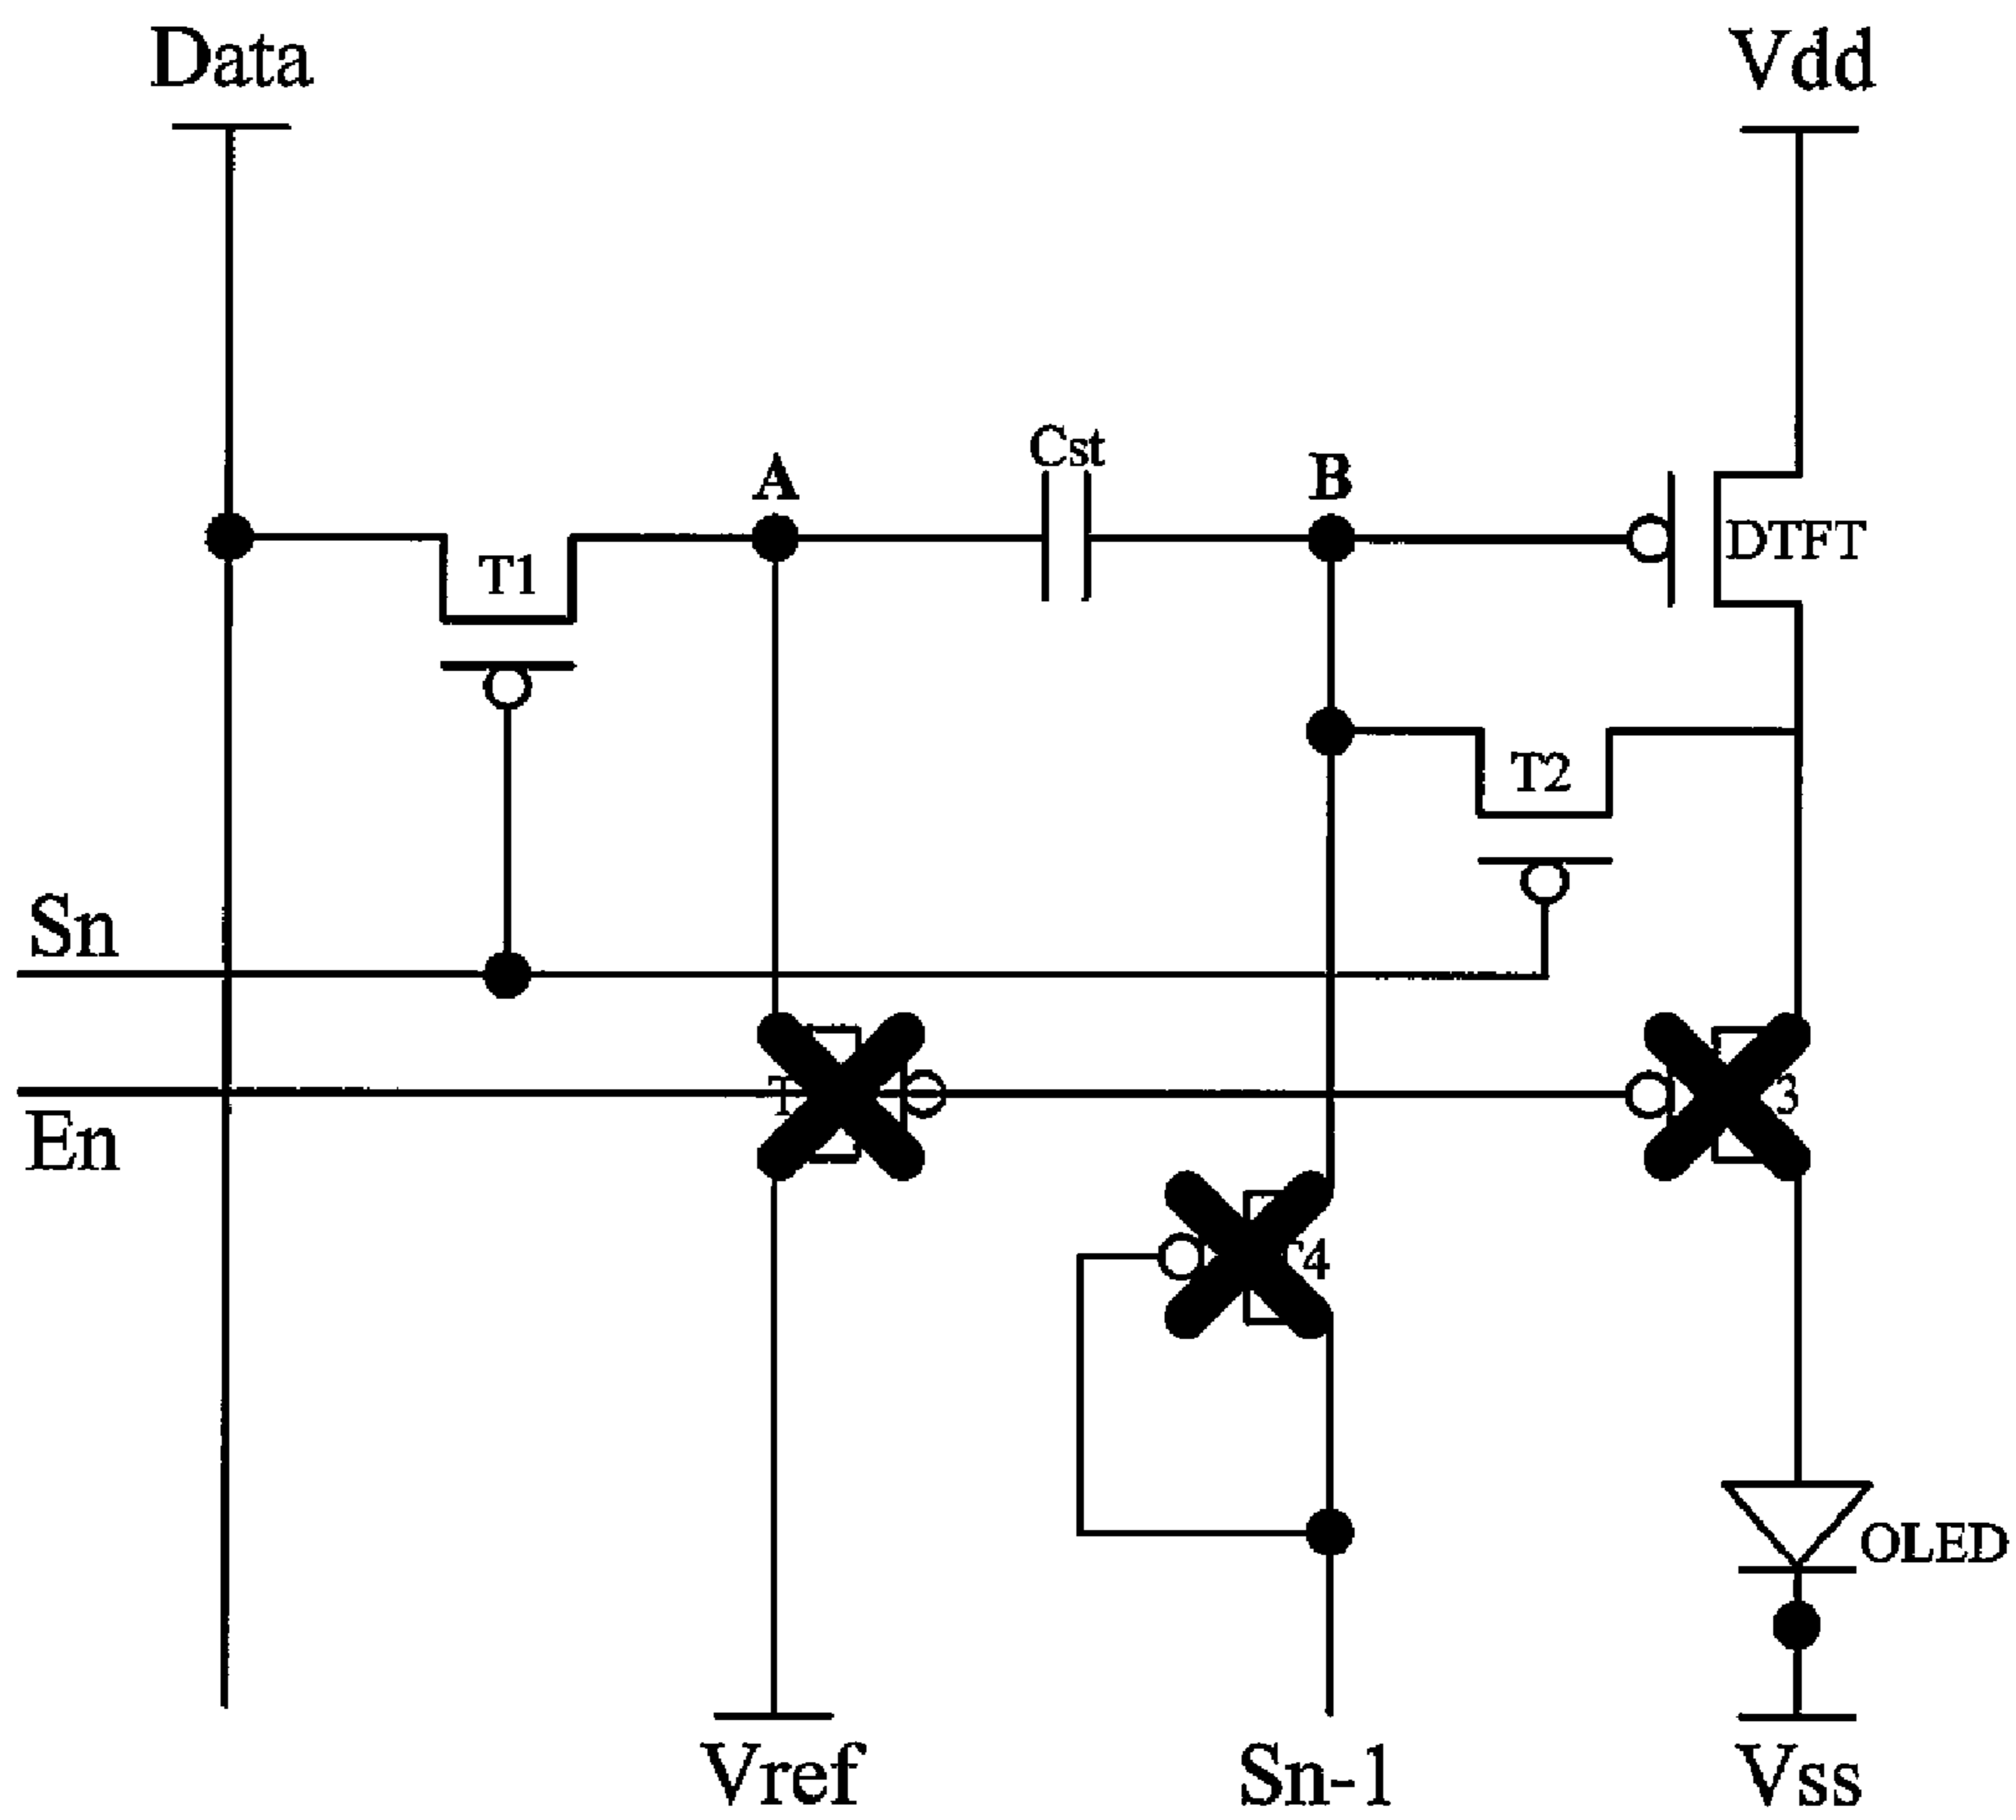 Data
Vdd
Cst
A
B
DTFT
T1
T2
Sn
En
OLED
Vref
Sn-1
Vss